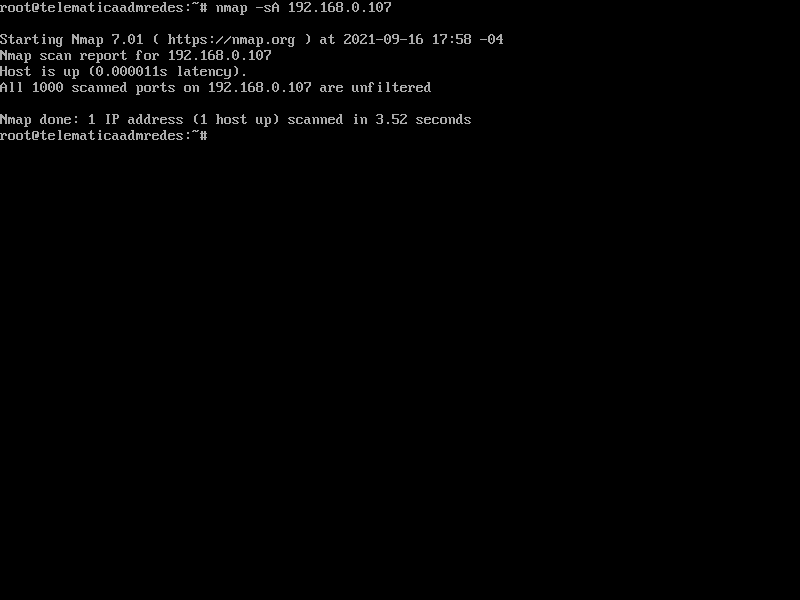 root@telematicaadmredes:~# nmap -sA 192.168.0.107
Starting Nmap 7.01 ( https://nmap.org ) at 2021-09-16 17:58 -04
Nmap scan report for 192.168.0.107
Host is up (0.000011s latency).
All 1000 scanned ports on 192.168.0.107 are unfiltered
Nmap done: 1 IP address (1 host up) scanned in 3.52 seconds
root@telematicaadmredes:~#